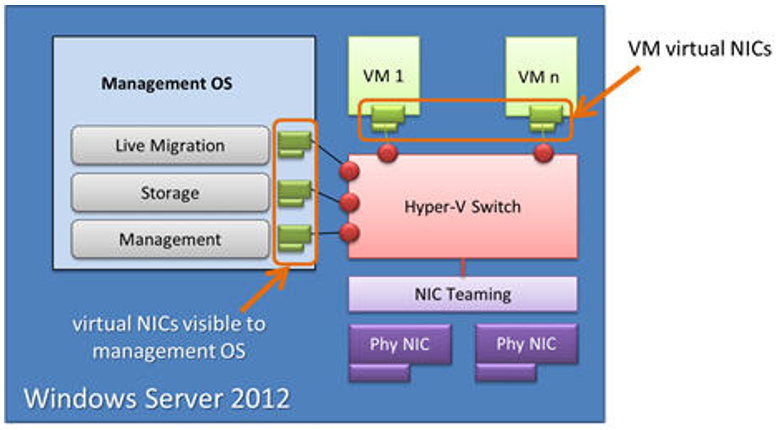 Management OS
Live Migration
Storage
Management
virtual NICs visible to
management OS
VM 1
VM n
VM virtual NICs
Hyper-V Switch
NIC Teaming
Phy NIC
Phy NIC
Windows Server 2012